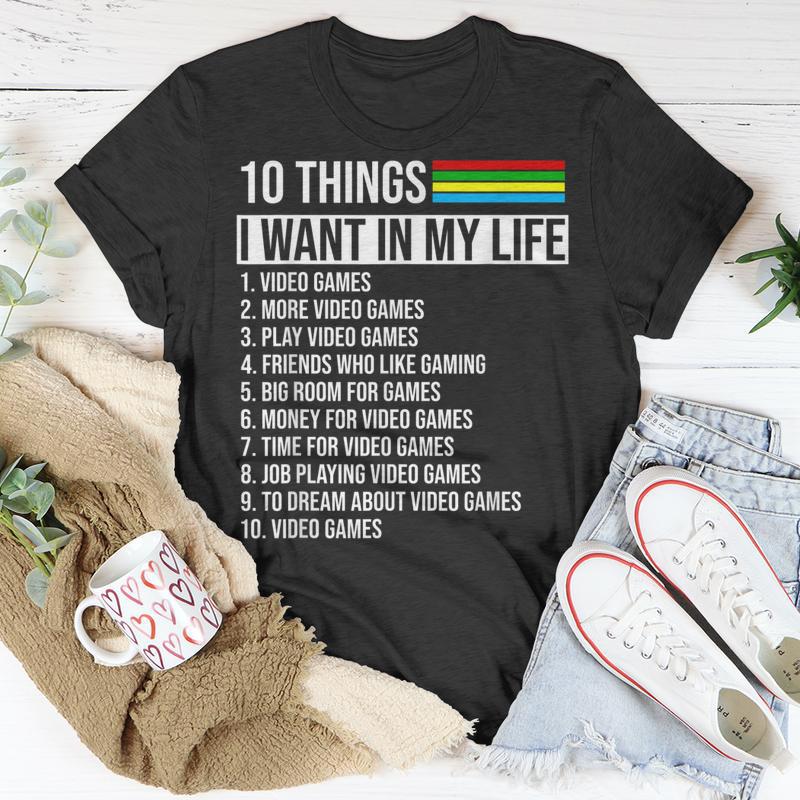 10 THINGS
I WANT IN MY LIFE
1. VIDEO GAMES
2. MORE VIDEO GAMES
3. PLAY VIDEO GAMES
4. FRIENDS WHO LIKE GAMING
5. BIG ROOM FOR GAMES
6. MONEY FOR VIDEO GAMES
7. TIME FOR VIDEO GAMES
8. JOB PLAYING VIDEO GAMES
9. TO DREAM ABOUT VIDEO GAMES
10. VIDEO GAMES